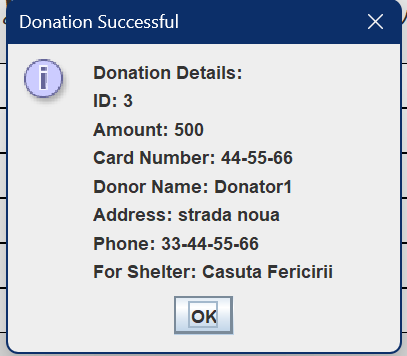 Donation Successful
Donation Details:
ID: 3
Amount: 500
Card Number: 44-55-66
Donor Name: Donator1
Address: strada noua
Phone: 33-44-55-66
For Shelter: Casuta Fericirii
OK